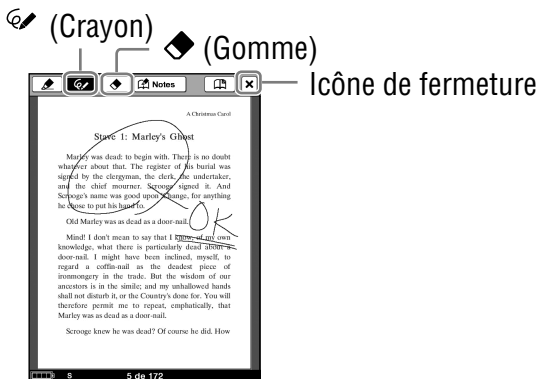 (Crayon)
(Gomme)
Icône de fermeture
Notes
A Christmas Carol
Stave 1: Marley's Ghost
Marley was dead: to begin with. There is no doubt
whatever about that. The register of his burial was
signed by the clergyman, the clerk, the undertaker,
and the chief mourner. Scrooge signed it. And
Scrooge's name was good upon 'Change, for anything
he chose to put his hand to.
Old Marley was as dead as a door-nail.
OK
Mind! I don't mean to say that I know, of my own
knowledge, what there is particularly dead about a
door-nail. I might have been inclined, myself, to
regard a coffin-nail as the deadest piece of
ironmongery in the trade. But the wisdom of our
ancestors is in the simile; and my unhallowed hands
shall not disturb it, or the Country's done for. You will
therefore permit me to repeat, emphatically, that
Marley was as dead as a door-nail.
Scrooge knew he was dead? Of course he did. How
S
5 de 172